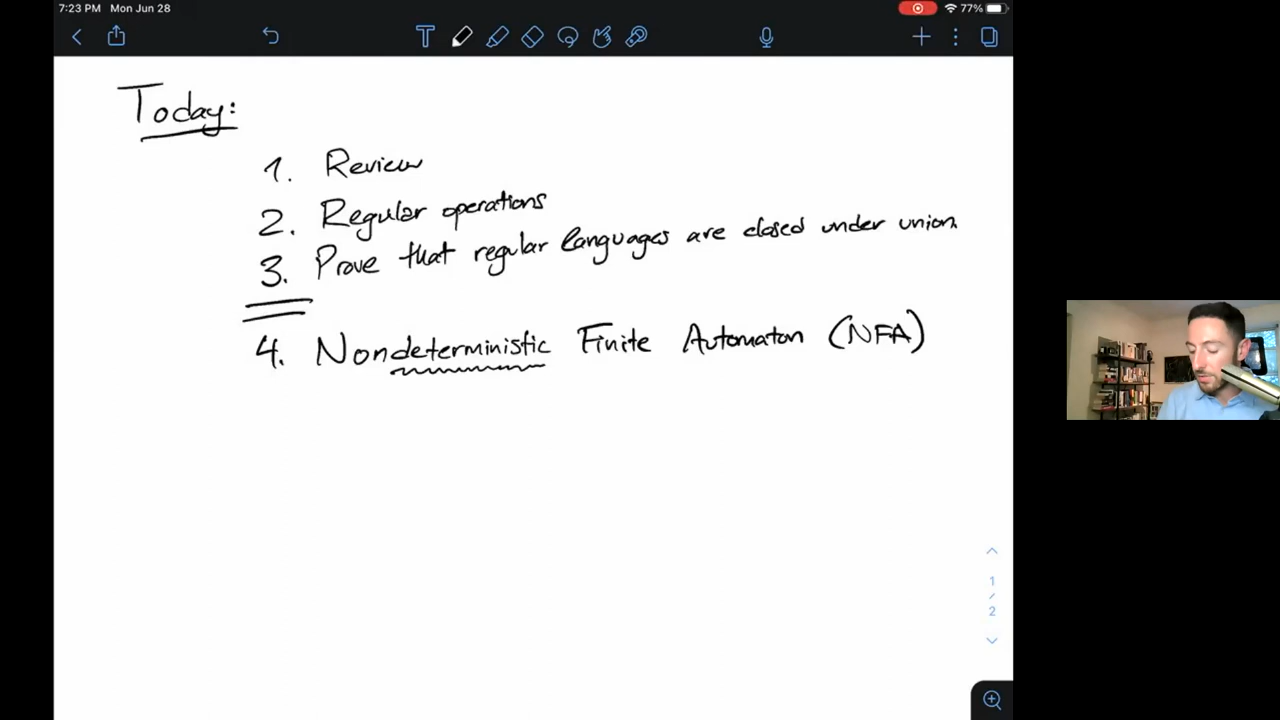 7:23 PM Mon Jun 28
77%
T
Today:
1. Review
2. Regular operations
3. Prove that regular languages are closed under union.
4. Nondeterministic Finite Automaton (NFA)
1
/
2